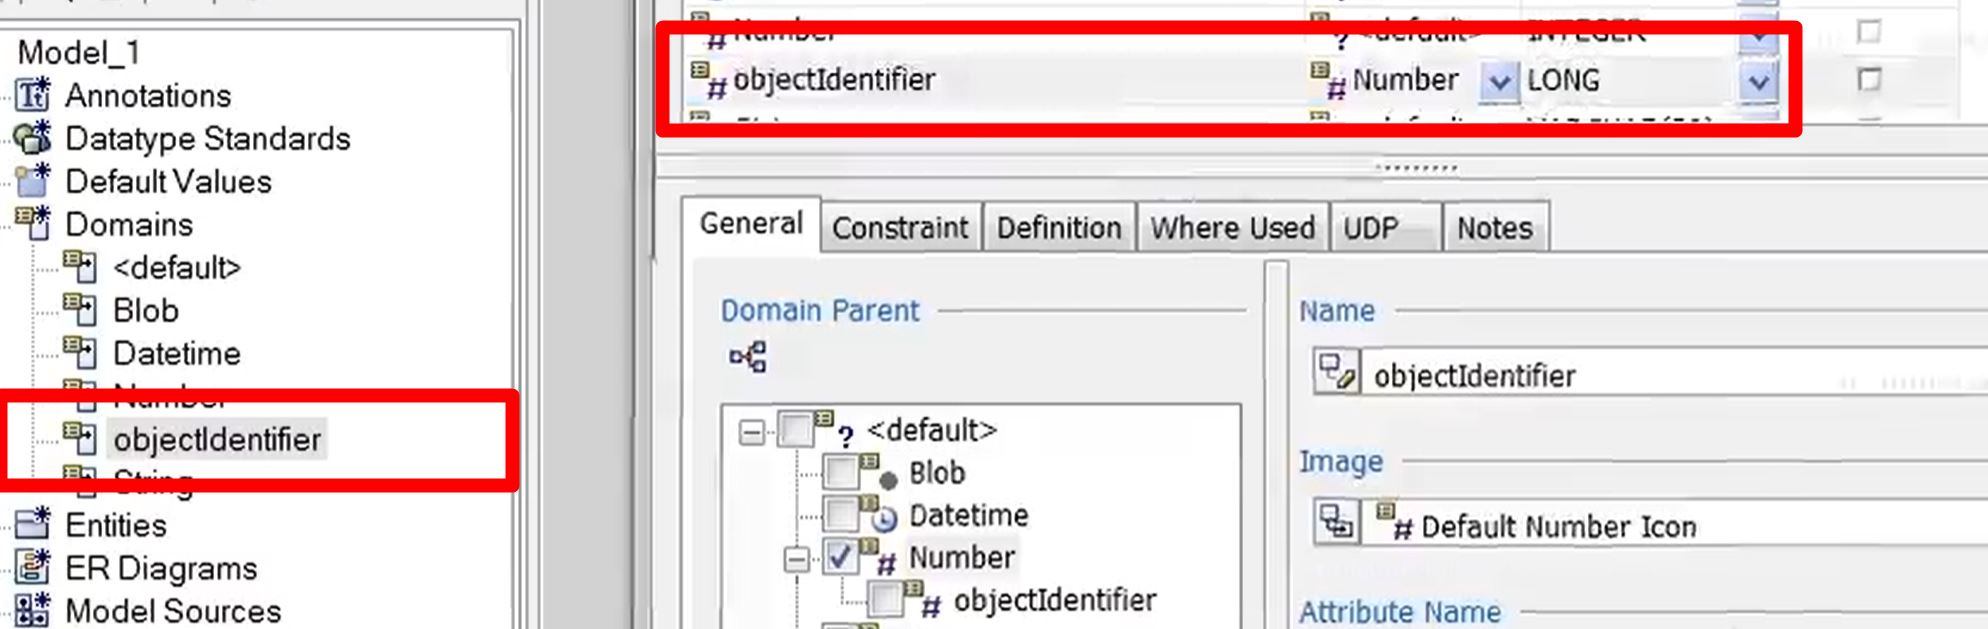 Model_1
Annotations
Datatype Standards
Default Values
Domains
<default>
Blob
Datetime
Number
objectIdentifier
String
Entities
ER Diagrams
Model Sources
Number <default> INTEGER
objectIdentifier Number LONG
General Constraint Definition Where Used UDP Notes
Domain Parent
? <default>
Blob
Datetime
# Number
# objectIdentifier
Name
objectIdentifier
Image
# Default Number Icon
Attribute Name